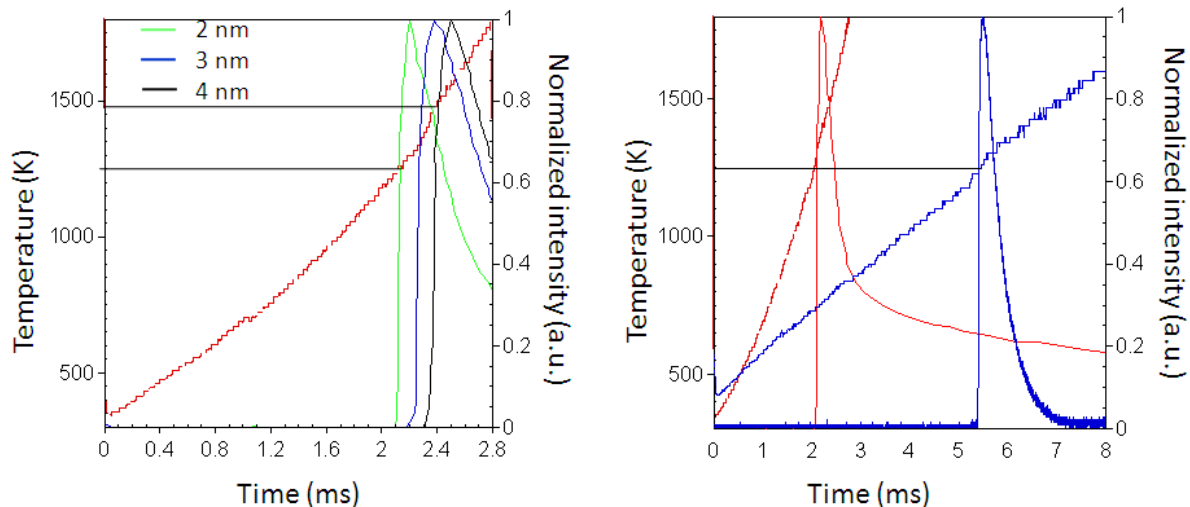 2 nm
3 nm
4 nm
Temperature (K)
1500
1000
500
1
0.8
0.6
0.4
0.2
0
Normalized intensity (a.u.)
0 0.4 0.8 1.2 1.6 2 2.4 2.8
Time (ms)
Temperature (K)
1500
1000
500
1
0.8
0.6
0.4
0.2
0
Normalized intensity (a.u.)
0 1 2 3 4 5 6 7 8
Time (ms)